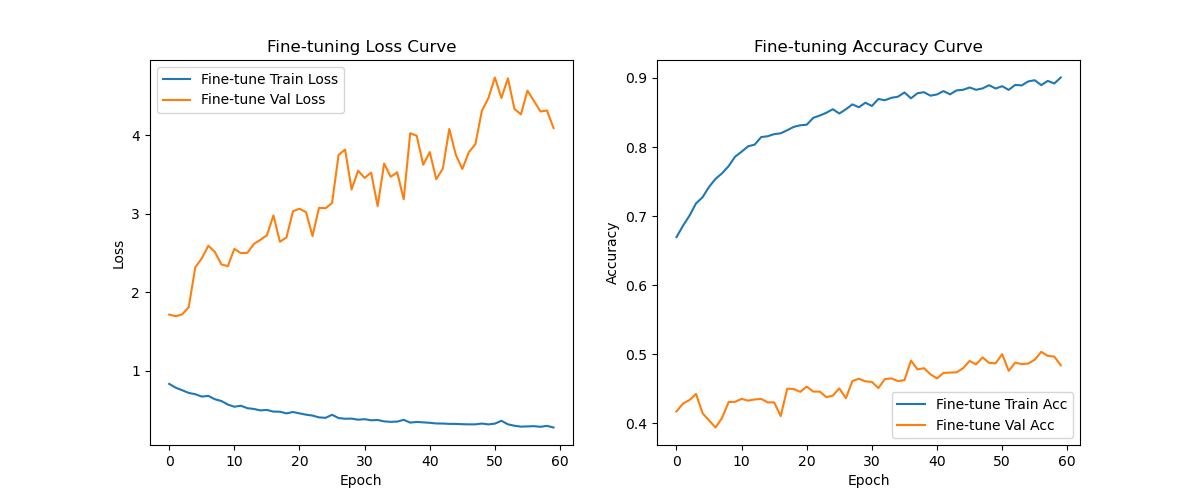 Fine-tuning Loss Curve
Fine-tune Train Loss
Fine-tune Val Loss
4
3
2
1
Loss
0 10 20 30 40 50 60
Epoch
Fine-tuning Accuracy Curve
0.9
0.8
0.7
0.6
0.5
0.4
Accuracy
Fine-tune Train Acc
Fine-tune Val Acc
0 10 20 30 40 50 60
Epoch